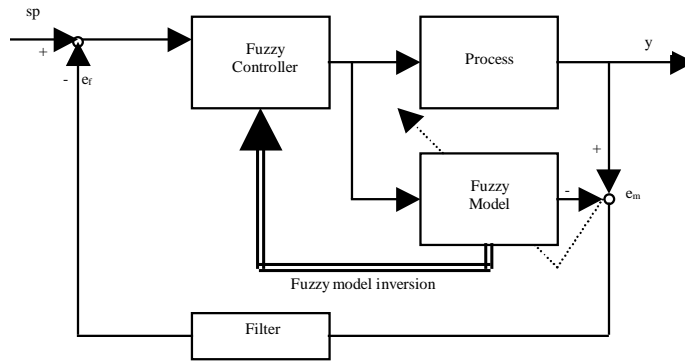 sp
+
-
e_f
Fuzzy
Controller
Process
y
+
Fuzzy
Model
-
e_m
Fuzzy model inversion
Filter